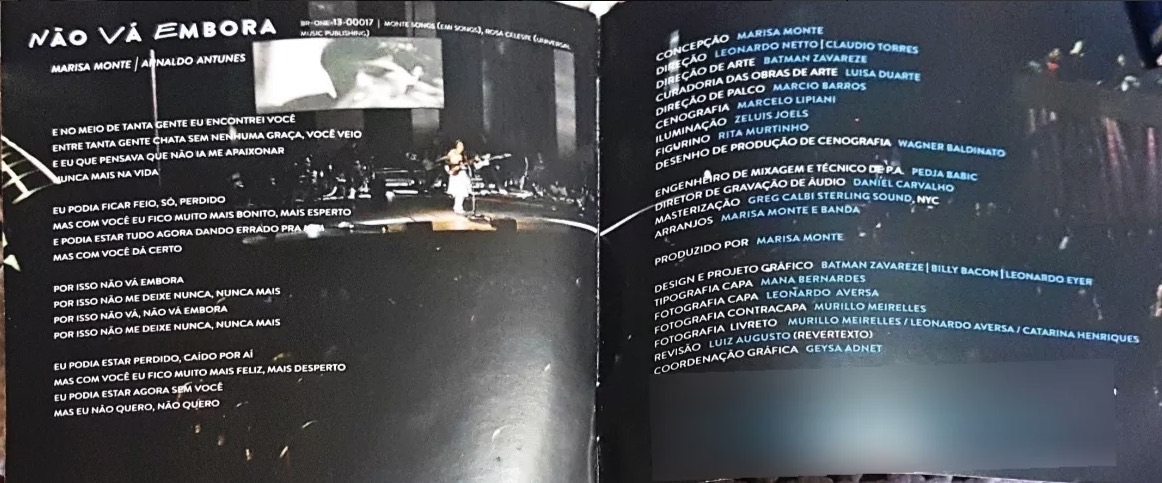 NÃO VÁ EMBORA
BR-ONE-13-00017 | MONTE SONGS (EMI SONGS), ROSA CELESTE (UNIVERSAL
MUSIC PUBLISHING)
MARISA MONTE | ARNALDO ANTUNES
E NO MEIO DE TANTA GENTE EU ENCONTREI VOCÊ
ENTRE TANTA GENTE CHATA SEM NENHUMA GRAÇA, VOCÊ VEIO
E EU QUE PENSAVA QUE NÃO IA ME APAIXONAR
NUNCA MAIS NA VIDA
EU PODIA FICAR FEIO, SÓ, PERDIDO
MAS COM VOCÊ EU FICO MUITO MAIS BONITO, MAIS ESPERTO
E PODIA ESTAR TUDO AGORA DANDO ERRADO PRA MIM
MAS COM VOCÊ DÁ CERTO
POR ISSO NÃO VÁ EMBORA
POR ISSO NÃO ME DEIXE NUNCA, NUNCA MAIS
POR ISSO NÃO VÁ, NÃO VÁ EMBORA
POR ISSO NÃO ME DEIXE NUNCA, NUNCA MAIS
EU PODIA ESTAR PERDIDO, CAÍDO POR AÍ
MAS COM VOCÊ EU FICO MUITO MAIS FELIZ, MAIS DESPERTO
EU PODIA ESTAR AGORA SEM VOCÊ
MAS EU NÃO QUERO, NÃO QUERO
CONCEPÇÃO MARISA MONTE
DIREÇÃO LEONARDO NETTO | CLAUDIO TORRES
DIREÇÃO DE ARTE BATMAN ZAVAREZE
CURADORIA DAS OBRAS DE ARTE LUISA DUARTE
DIREÇÃO DE PALCO MARCIO BARROS
CENOGRAFIA MARCELO LIPIANI
ILUMINAÇÃO ZELUIS JOELS
FIGURINO RITA MURTINHO
DESENHO DE PRODUÇÃO DE CENOGRAFIA WAGNER BALDINATO
ENGENHEIRO DE MIXAGEM E TÉCNICO DE P.A. PEDJA BABIC
DIRETOR DE GRAVAÇÃO DE ÁUDIO DANIEL CARVALHO
MASTERIZAÇÃO GREG CALBI STERLING SOUND, NYC
ARRANJOS MARISA MONTE E BANDA
PRODUZIDO POR MARISA MONTE
DESIGN E PROJETO GRÁFICO BATMAN ZAVAREZE | BILLY BACON | LEONARDO EYER
TIPOGRAFIA CAPA MANA BERNARDES
FOTOGRAFIA CAPA LEONARDO AVERSA
FOTOGRAFIA CONTRACAPA MURILLO MEIRELLES
FOTOGRAFIA LIVRETO MURILLO MEIRELLES / LEONARDO AVERSA / CATARINA HENRIQUES
REVISÃO LUIZ AUGUSTO (REVERTEXTO)
COORDENAÇÃO GRÁFICA GEYSA ADNET